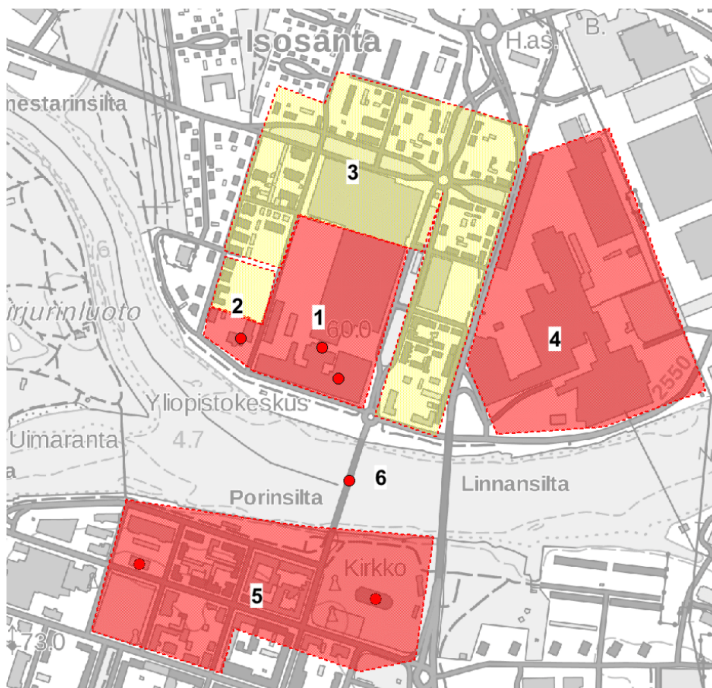 Isosanta
H.as.
B.
nestarinsilta
3
6
irjurinluoto
2
1
60.0
4
2550
Yliopistokeskus
Uimaranta
4.7
a
6
Porinsilta
Linnansilta
Kirkko
5
73.0